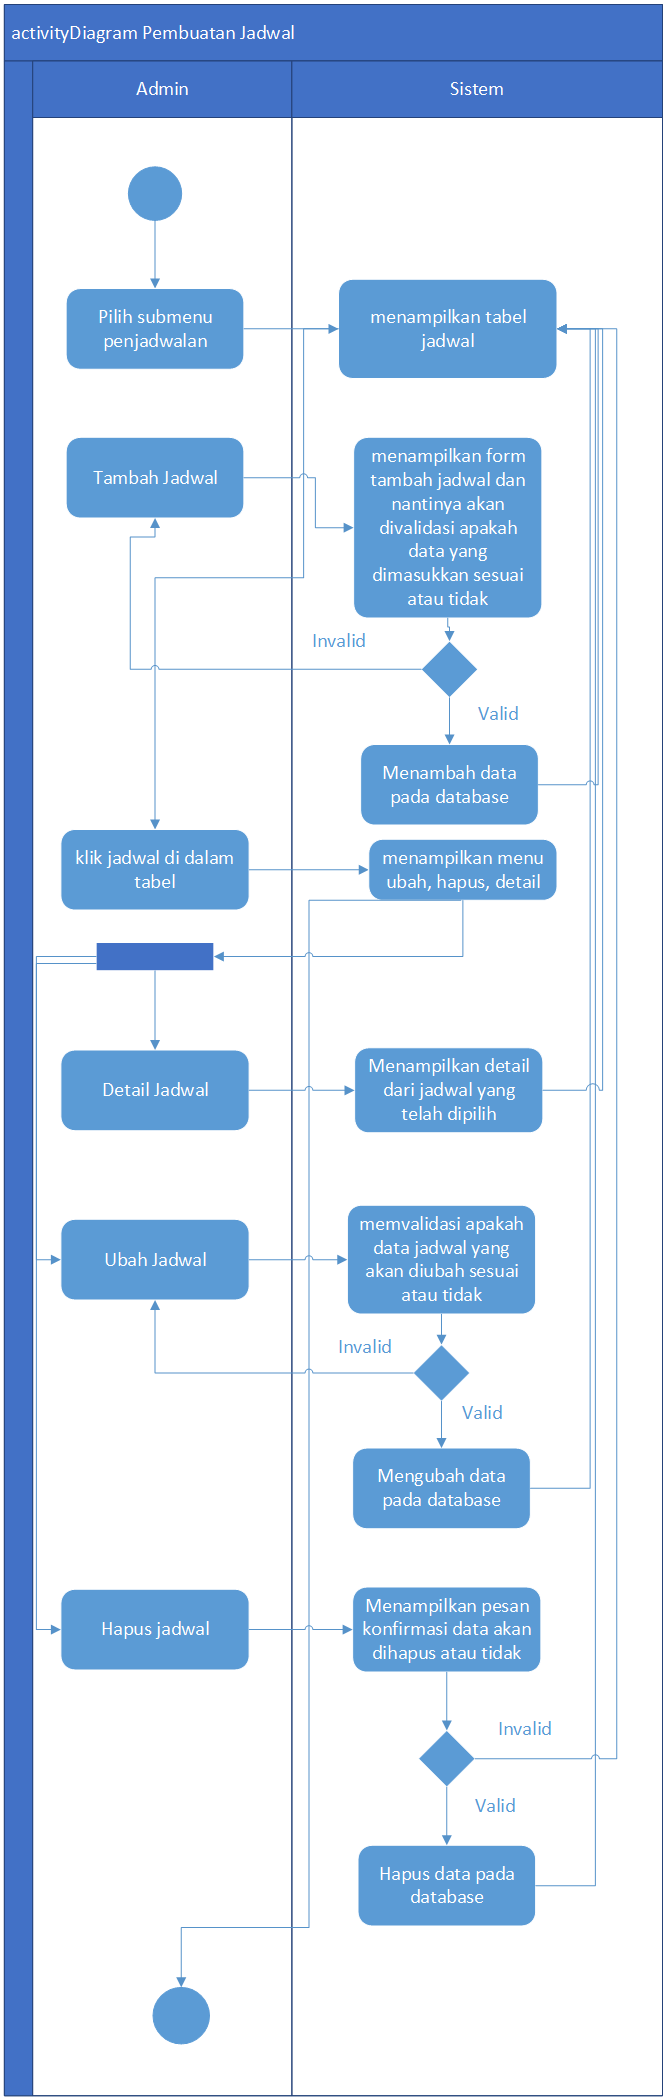 activityDiagram Pembuatan Jadwal
Admin
Sistem
Pilih submenu
penjadwalan
menampilkan tabel
jadwal
Tambah Jadwal
menampilkan form
tambah jadwal dan
nantinya akan
divalidasi apakah
data yang
dimasukkan sesuai
atau tidak
Invalid
Valid
Menambah data
pada database
klik jadwal di dalam
tabel
menampilkan menu
ubah, hapus, detail
Detail Jadwal
Menampilkan detail
dari jadwal yang
telah dipilih
Ubah Jadwal
memvalidasi apakah
data jadwal yang
akan diubah sesuai
atau tidak
Invalid
Valid
Mengubah data
pada database
Hapus jadwal
Menampilkan pesan
konfirmasi data akan
dihapus atau tidak
Invalid
Valid
Hapus data pada
database